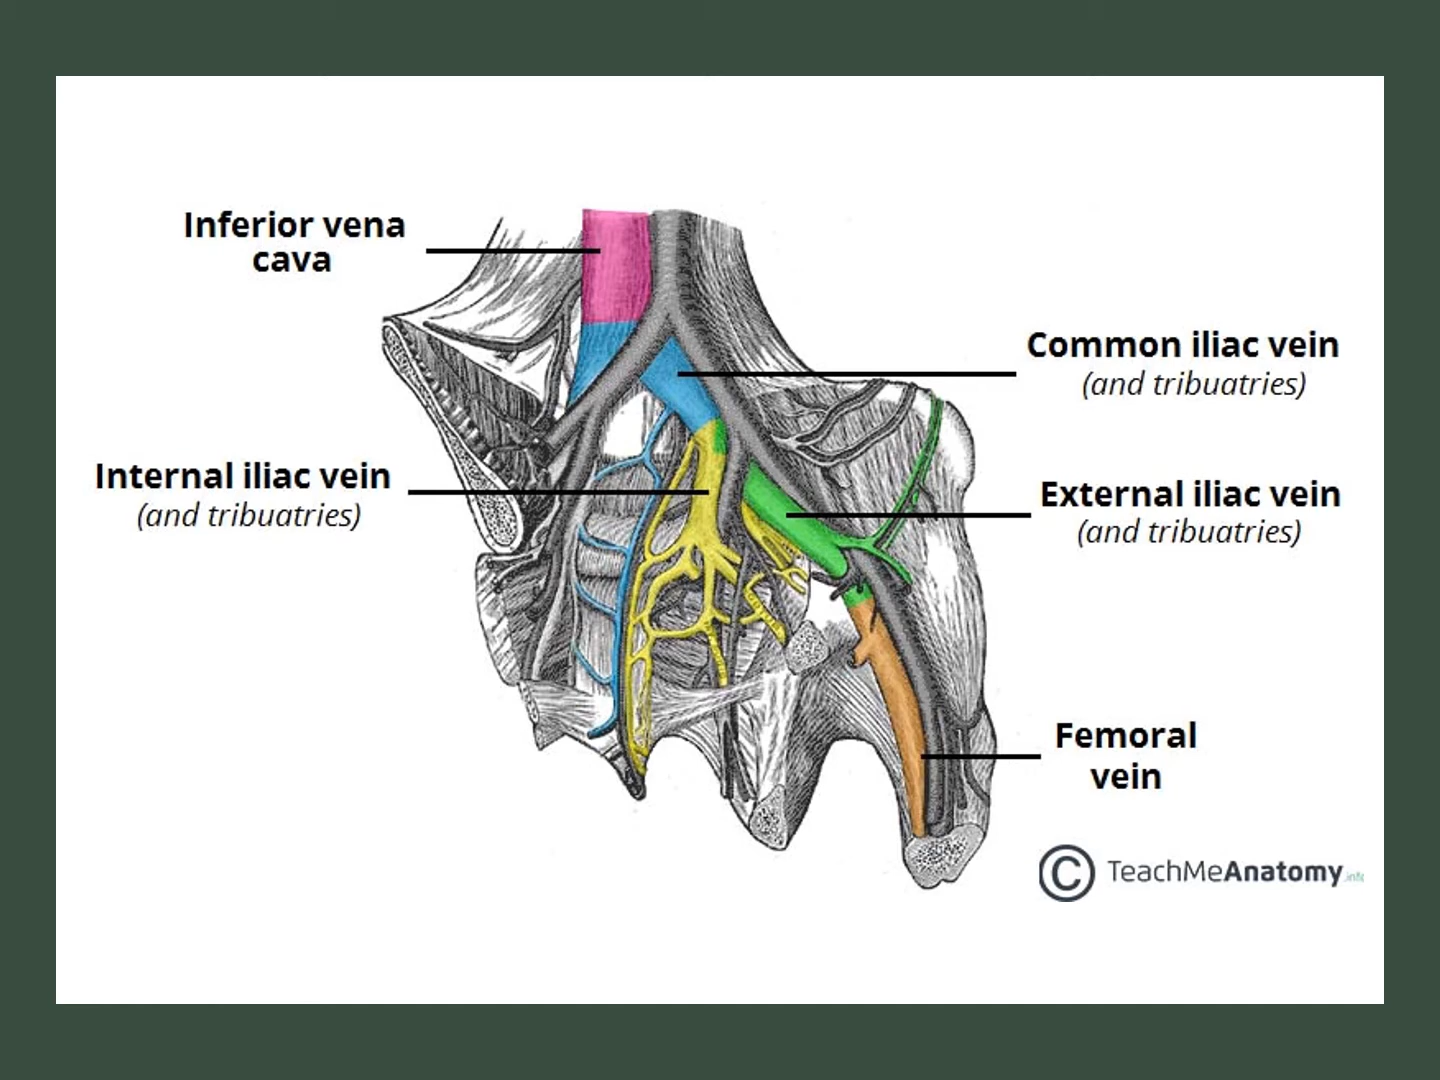 Inferior vena
cava
Common iliac vein
(and tribuatries)
Internal iliac vein
(and tribuatries)
External iliac vein
(and tribuatries)
Femoral
vein
© TeachMeAnatomy.info